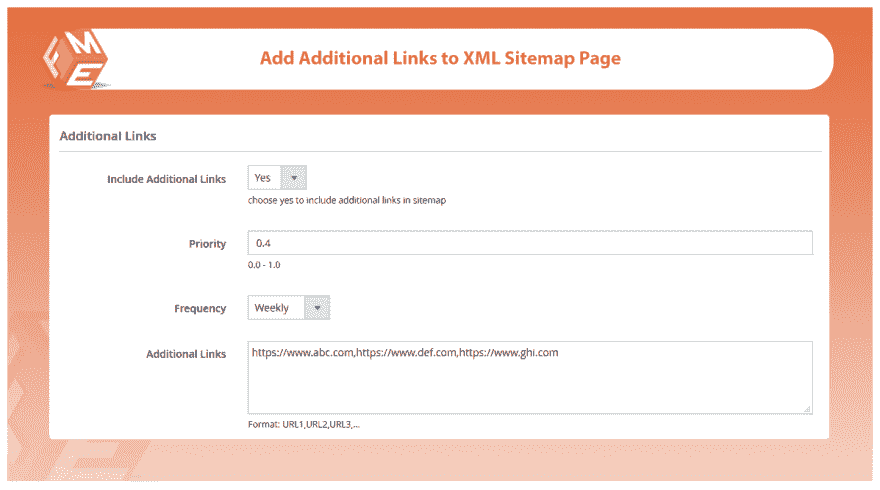 FME
Add Additional Links to XML Sitemap Page
Additional Links
Include Additional Links
Yes
choose yes to include additional links in sitemap
Priority
0.4
0.0 - 1.0
Frequency
Weekly
Additional Links
https://www.abc.com,https://www.def.com,https://www.ghi.com
Format: URL1,URL2,URL3,...